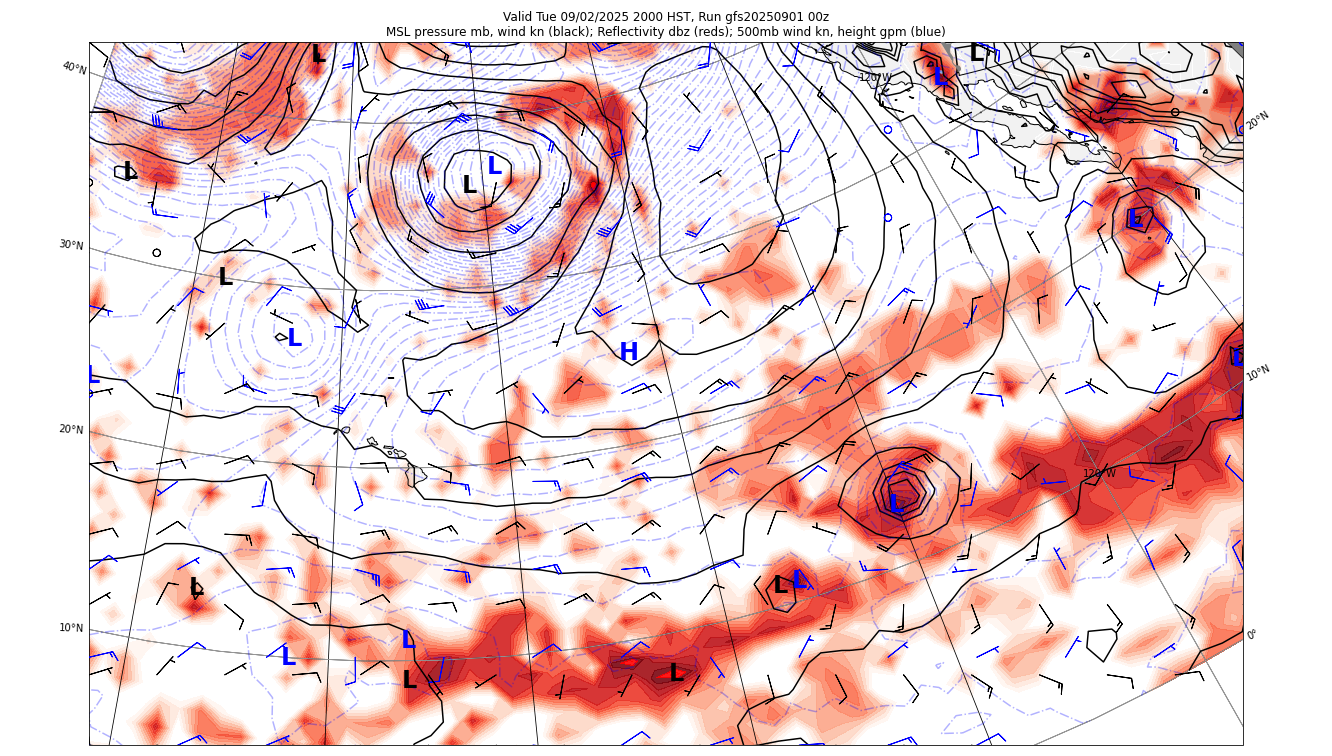 Valid Tue 09/02/2025 2000 HST, Run gfs20250901 00z
MSL pressure mb, wind kn (black); Reflectivity dbz (reds); 500mb wind kn, height gpm (blue)
L L
40°N 120°W L
20°N
L L L
L
30°N
L
L
H
L L
10°N
20°N
120°W
L
L L L
10°N 0°
L L
L L